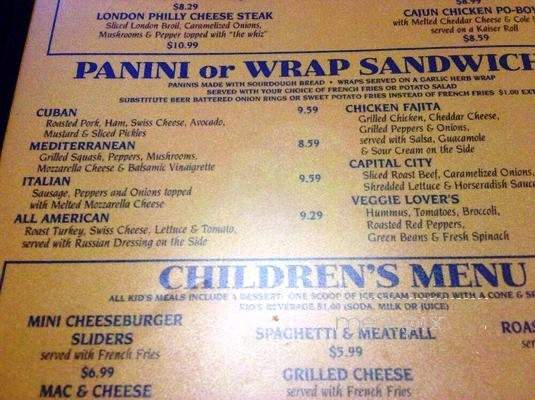 $8.29
LONDON PHILLY CHEESE STEAK
Sliced London Broil, Caramelized Onions,
Mushrooms & Pepper topped with "the whiz"
$10.99
$8.99
CAJUN CHICKEN PO-BOY
with Melted Cheddar Cheese & Cole
served on a Kaiser Roll
$8.59
PANINI or WRAP SANDWICH
PANINIS MADE WITH SOURDOUGH BREAD • WRAPS SERVED ON A GARLIC HERB WRAP
SERVED WITH YOUR CHOICE OF FRENCH FRIES OR POTATO SALAD
SUBSTITUTE BEER BATTERED ONION RINGS OR SWEET POTATO FRIES INSTEAD OF FRENCH FRIES $1.00 EXT
CUBAN 9.59
Roasted Pork, Ham, Swiss Cheese, Avocado,
Mustard & Sliced Pickles
MEDITERRANEAN 8.59
Grilled Squash, Peppers, Mushrooms,
Mozzarella Cheese & Balsamic Vinaigrette
ITALIAN 9.59
Sausage, Peppers and Onions topped
with Melted Mozzarella Cheese
ALL AMERICAN 9.29
Roast Turkey, Swiss Cheese, Lettuce & Tomato,
served with Russian Dressing on the Side
CHICKEN FAJITA
Grilled Chicken, Cheddar Cheese,
Grilled Peppers & Onions,
served with Salsa, Guacamole
& Sour Cream on the Side
CAPITAL CITY
Sliced Roast Beef, Caramelized Onions,
Shredded Lettuce & Horseradish Sauce
VEGGIE LOVER'S
Hummus, Tomatoes, Broccoli,
Roasted Red Peppers,
Green Beans & Fresh Spinach
CHILDREN'S MENU
ALL KID'S MEALS INCLUDE A DESSERT: ONE SCOOP OF ICE CREAM TOPPED WITH A CONE & SP
KID'S BEVERAGE $1.00 (SODA, MILK OR JUICE)
MINI CHEESEBURGER
SLIDERS
served with French Fries
$6.99
MAC & CHEESE
SPAGHETTI & MEATBALL
$5.99
GRILLED CHEESE
served with French Fries
ROAS
ser